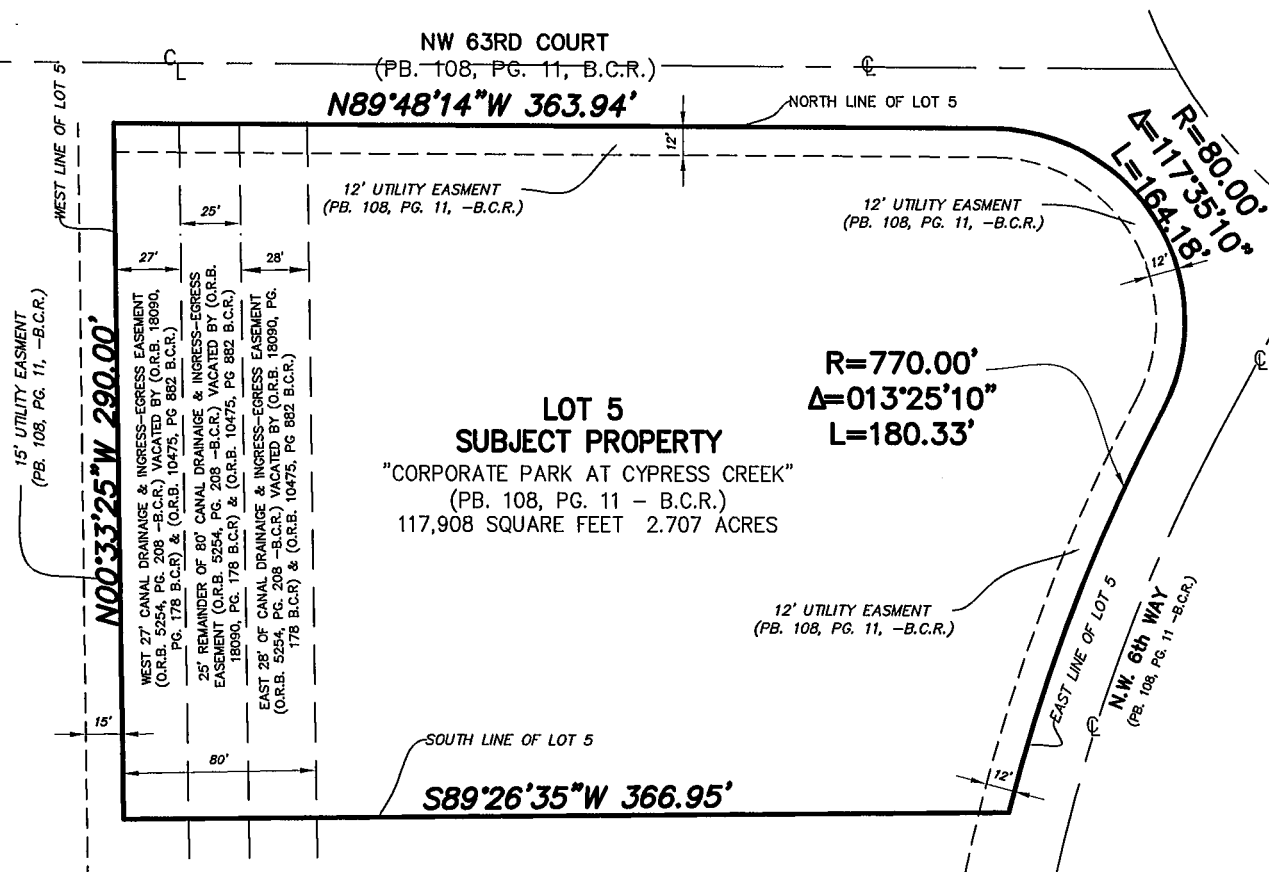 NW 63RD COURT
(PB. 108, PG. 11, B.C.R.)
N89°48'14"W 363.94'
C L
℄
NORTH LINE OF LOT 5
WEST LINE OF LOT 5
12'
12' UTILITY EASMENT
(PB. 108, PG. 11, -B.C.R.)
12' UTILITY EASMENT
(PB. 108, PG. 11, -B.C.R.)
R=80.00'
Δ=117°35'10"
L=164.18'
12'
25'
27'
28'
15' UTILITY EASMENT
(PB. 108, PG. 11, -B.C.R.)
N00°33'25"W 290.00'
WEST 27' CANAL DRAINAIGE & INGRESS-EGRESS EASEMENT
(O.R.B. 5254, PG. 208 -B.C.R.) VACATED BY (O.R.B. 18090,
PG. 178 B.C.R) & (O.R.B. 10475, PG 882 B.C.R.)
25' REMAINDER OF 80' CANAL DRAINAIGE & INGRESS-EGRESS
EASEMENT (O.R.B. 5254, PG. 208 -B.C.R.) VACATED BY (O.R.B.
18090, PG. 178 B.C.R) & (O.R.B. 10475, PG 882 B.C.R.)
EAST 28' OF CANAL DRAINAIGE & INGRESS-EGRESS EASEMENT
(O.R.B. 5254, PG. 208 -B.C.R.) VACATED BY (O.R.B. 18090, PG.
178 B.C.R) & (O.R.B. 10475, PG 882 B.C.R.)
R=770.00'
Δ=013°25'10"
L=180.33'
℄
LOT 5
SUBJECT PROPERTY
"CORPORATE PARK AT CYPRESS CREEK"
(PB. 108, PG. 11 - B.C.R.)
117,908 SQUARE FEET 2.707 ACRES
12' UTILITY EASMENT
(PB. 108, PG. 11, -B.C.R.)
EAST LINE OF LOT 5
N.W. 6th WAY
(PB. 108, PG. 11 -B.C.R.)
℄
15'
80'
SOUTH LINE OF LOT 5
12'
S89°26'35"W 366.95'